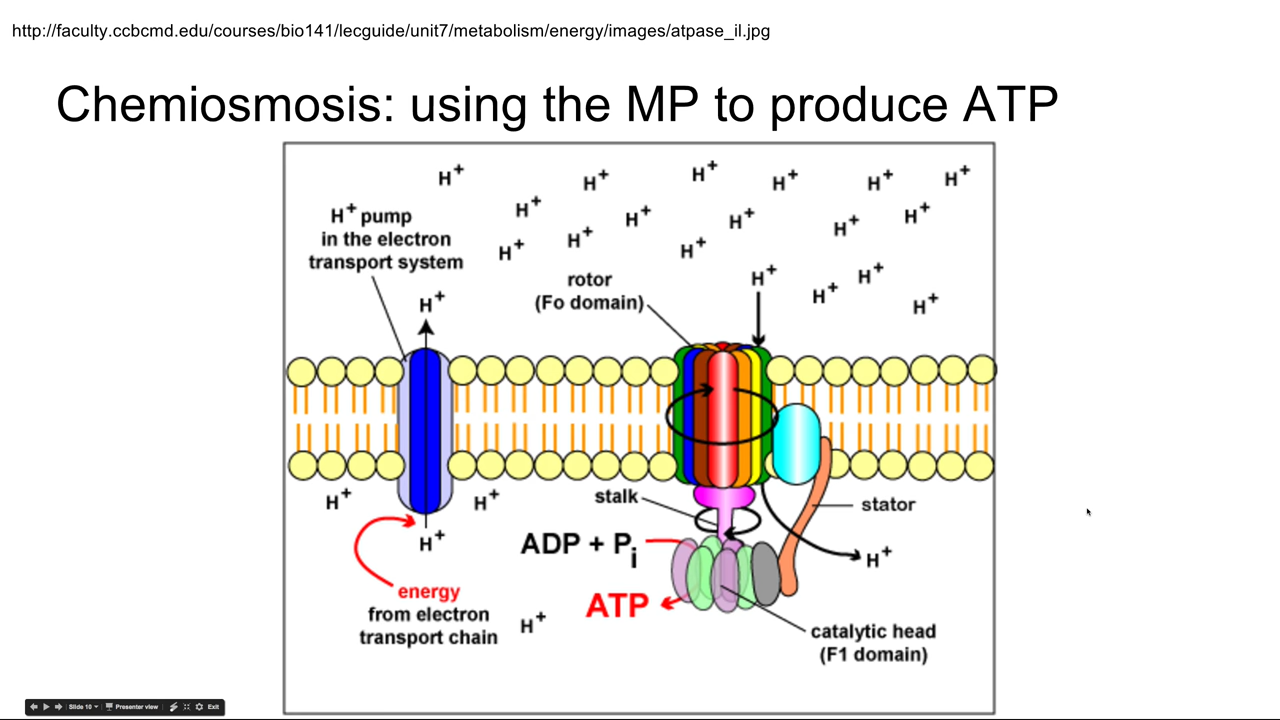 http://faculty.ccbcmd.edu/courses/bio141/lecguide/unit7/metabolism/energy/images/atpase_il.jpg
Chemiosmosis: using the MP to produce ATP
H+ H+ H+ H+ H+ H+
H+ H+ H+ H+ H+
H+ H+ H+ H+
H+ pump
in the electron
transport system
rotor
(Fo domain)
H+ H+ H+ H+
H+
H+ H+
stalk
stator
H+
ADP + Pi
H+
ATP
energy
from electron
transport chain
H+
catalytic head
(F1 domain)
Slide 10
Presenter view
Exit